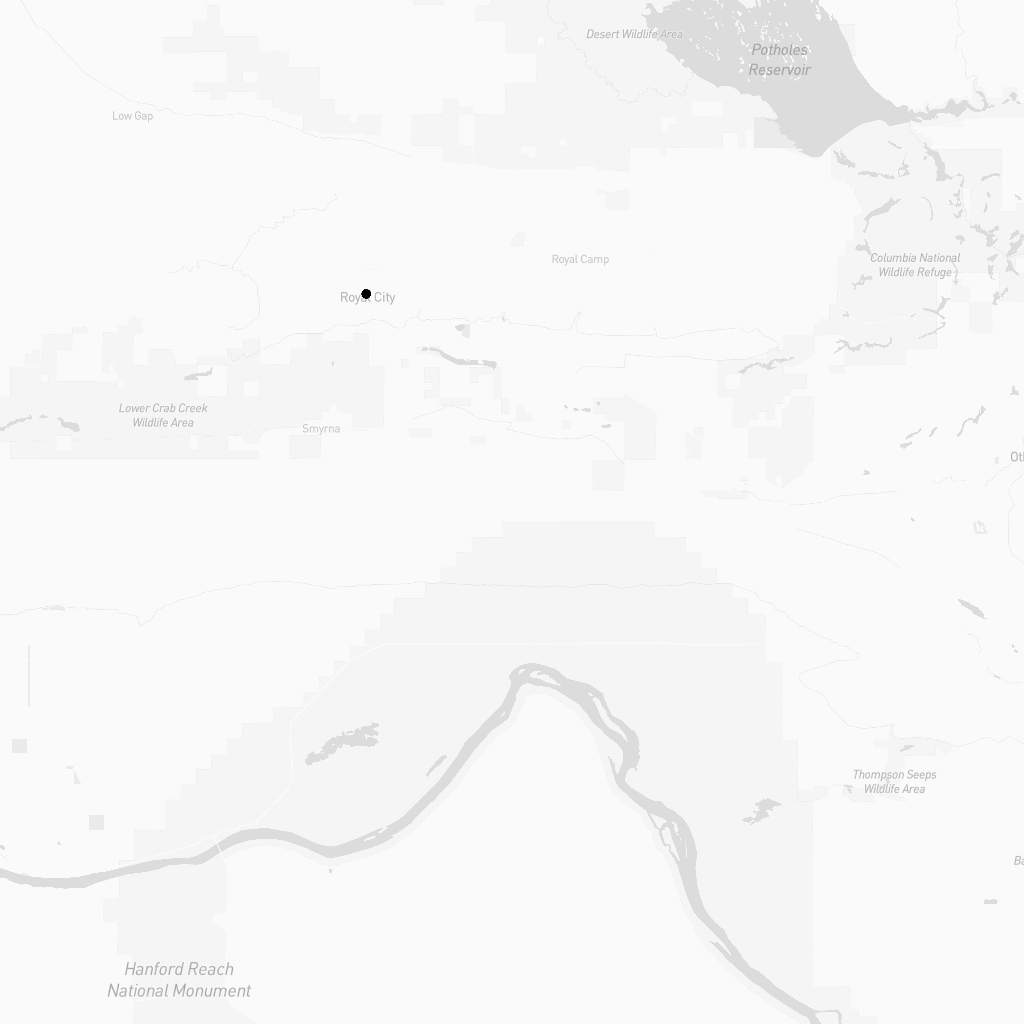 Desert Wildlife Area
Potholes
Reservoir
Low Gap
Columbia National
Wildlife Refuge
Royal Camp
Royal City
Lower Crab Creek
Wildlife Area
Smyrna
Thompson Seeps
Wildlife Area
Hanford Reach
National Monument